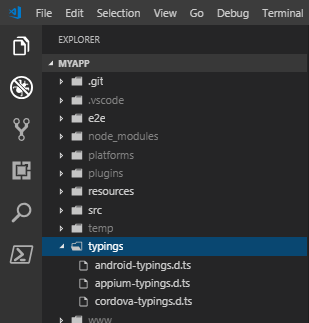 File Edit Selection View Go Debug Terminal
EXPLORER
MYAPP
.git
.vscode
e2e
node_modules
platforms
plugins
resources
src
temp
typings
android-typings.d.ts
appium-typings.d.ts
cordova-typings.d.ts
www